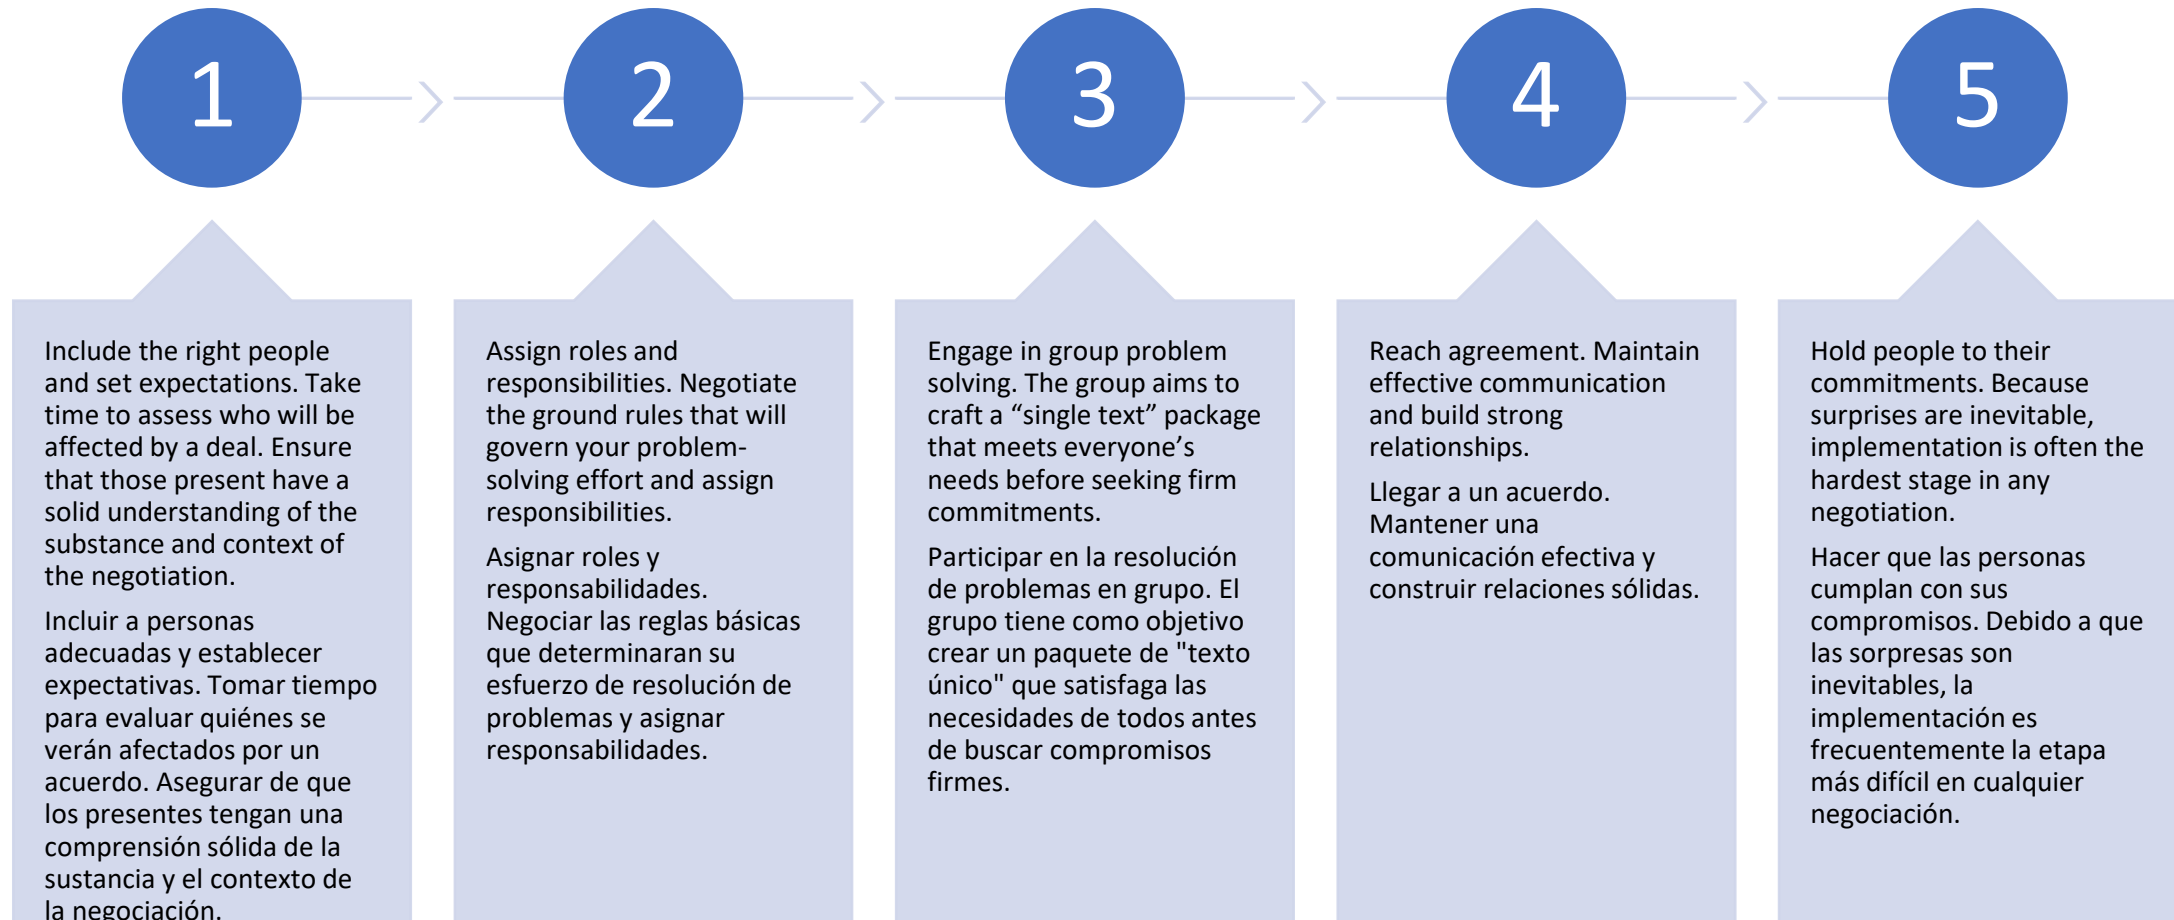 1
Include the right people
and set expectations. Take
time to assess who will be
affected by a deal. Ensure
that those present have a
solid understanding of the
substance and context of
the negotiation.
Incluir a personas
adecuadas y establecer
expectativas. Tomar tiempo
para evaluar quiénes se
verán afectados por un
acuerdo. Asegurar de que
los presentes tengan una
comprensión sólida de la
sustancia y el contexto de
la negociación.
2
Assign roles and
responsibilities. Negotiate
the ground rules that will
govern your problem-
solving effort and assign
responsibilities.
Asignar roles y
responsabilidades.
Negociar las reglas básicas
que determinaran su
esfuerzo de resolución de
problemas y asignar
responsabilidades.
3
Engage in group problem
solving. The group aims to
craft a “single text” package
that meets everyone’s
needs before seeking firm
commitments.
Participar en la resolución
de problemas en grupo. El
grupo tiene como objetivo
crear un paquete de "texto
único" que satisfaga las
necesidades de todos antes
de buscar compromisos
firmes.
4
Reach agreement. Maintain
effective communication
and build strong
relationships.
Llegar a un acuerdo.
Mantener una
comunicación efectiva y
construir relaciones sólidas.
5
Hold people to their
commitments. Because
surprises are inevitable,
implementation is often the
hardest stage in any
negotiation.
Hacer que las personas
cumplan con sus
compromisos. Debido a que
las sorpresas son
inevitables, la
implementación es
frecuentemente la etapa
más difícil en cualquier
negociación.